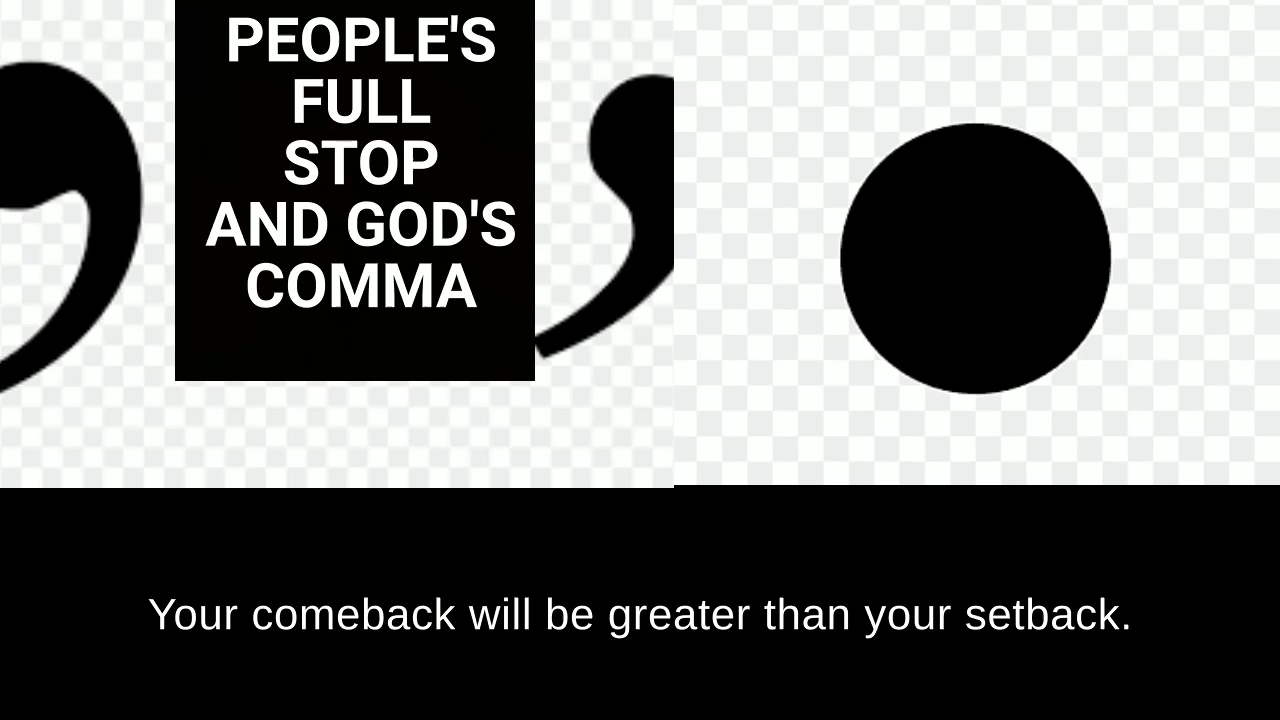 PEOPLE'S
FULL
STOP
AND GOD'S
COMMA
Your comeback will be greater than your setback.